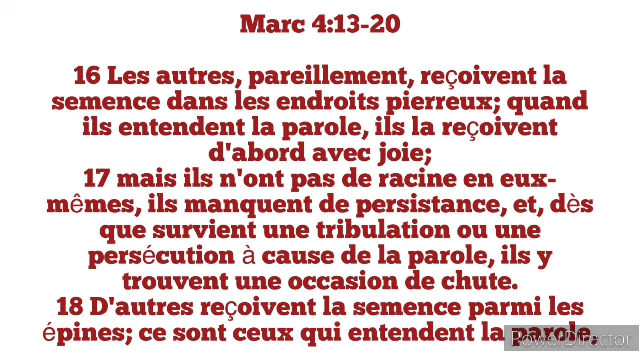 Marc 4:13-20
16 Les autres, pareillement, reçoivent la
semence dans les endroits pierreux; quand
ils entendent la parole, ils la reçoivent
d'abord avec joie;
17 mais ils n'ont pas de racine en eux-
mêmes, ils manquent de persistance, et, dès
que survient une tribulation ou une
persécution à cause de la parole, ils y
trouvent une occasion de chute.
18 D'autres reçoivent la semence parmi les
épines; ce sont ceux qui entendent la parole,
PowerDirector